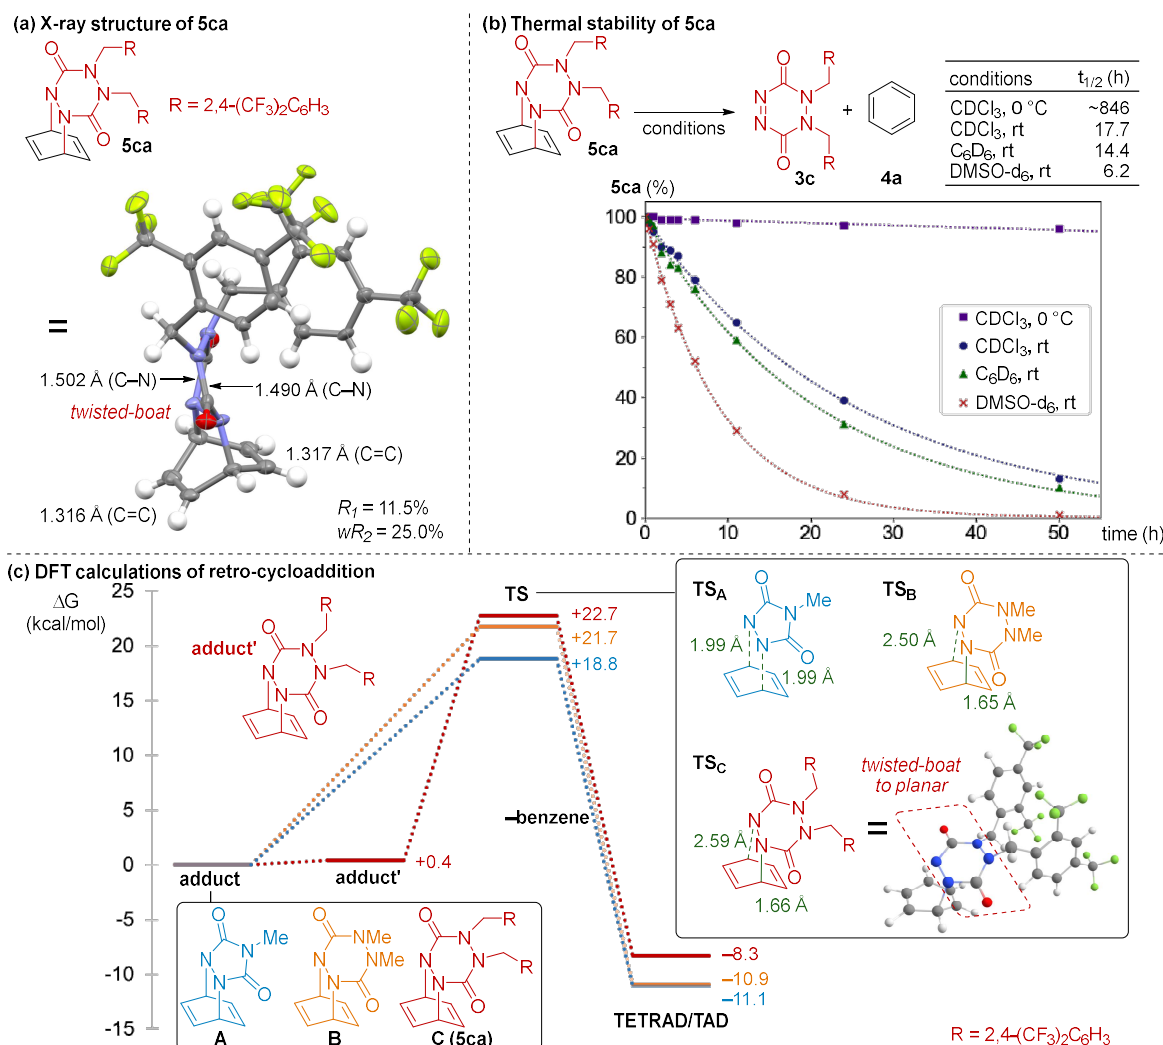 (a) X-ray structure of 5ca
O
R
N
N
N
N
R
O
5ca
R = 2,4-(CF₃)₂C₆H₃
=
1.502 Å (C–N)
1.490 Å (C–N)
twisted-boat
1.317 Å (C=C)
1.316 Å (C=C)
R₁ = 11.5%
wR₂ = 25.0%
(b) Thermal stability of 5ca
O
R
N
N
N
N
R
O
5ca
conditions
O
R
N
N
N
N
O
R
3c
+
4a
conditions t₁/₂ (h)
CDCl₃, 0 °C ~846
CDCl₃, rt 17.7
C₆D₆, rt 14.4
DMSO-d₆, rt 6.2
5ca (%)
100
80
60
40
20
0
0 10 20 30 40 50 time (h)
CDCl₃, 0 °C
CDCl₃, rt
C₆D₆, rt
DMSO-d₆, rt
(c) DFT calculations of retro-cycloaddition
ΔG
(kcal/mol)
25
20
15
10
5
0
-5
-10
-15
adduct'
O
R
N
N
N
N
R
O
TS
+22.7
+21.7
+18.8
–benzene
adduct
adduct'
+0.4
–8.3
–10.9
–11.1
TETRAD/TAD
O
N
N
N
Me
O
A
O
N
NMe
N
NMe
O
B
O
R
N
N
N
N
R
O
C (5ca)
TS_A
O
N
N
N
Me
O
1.99 Å
1.99 Å
TS_B
O
N
NMe
N
NMe
O
2.50 Å
1.65 Å
TS_C
O
R
N
N
N
N
R
O
2.59 Å
1.66 Å
=
twisted-boat
to planar
R = 2,4-(CF₃)₂C₆H₃